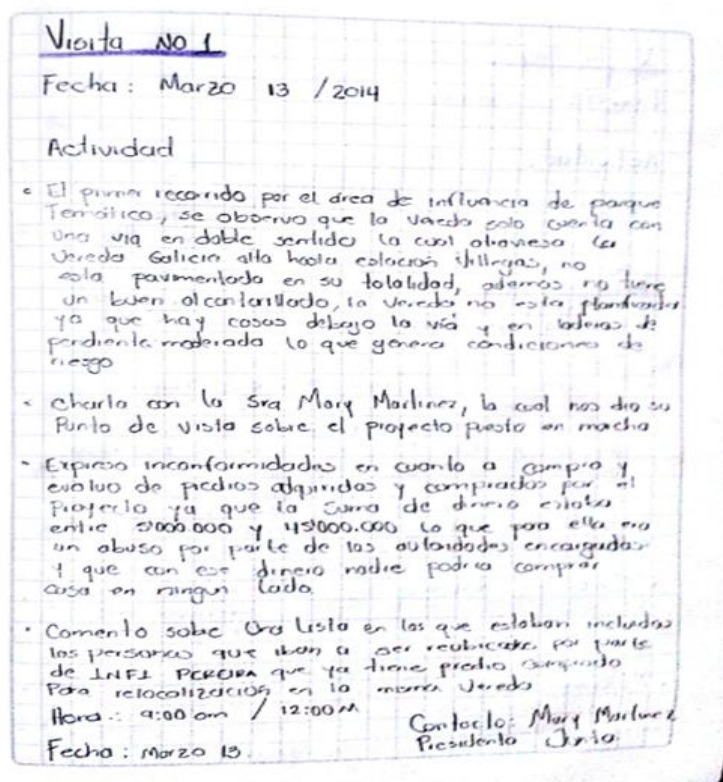 Visita NO 1
Fecha: Marzo 13 / 2014
Actividad
• El primer recorrido por el área de influencia de parque
Temático, se observo que la vereda solo cuenta con
una via en doble sentido la cual atraviesa la
Vereda Galicia alta hasta estación Villegas, no
esta pavimentada en su totalidad, ademas no tiene
un buen alcantarillado, la vereda no esta planificada
ya que hay casas debajo la vía y en laderas de
pendiente moderada lo que genera condiciones de
riesgo
• Charla con la Sra Mary Martinez, la cual nos dio su
Punto de vista sobre el proyecto puesto en marcha
• Expreso inconformidades en cuanto a compra y
evaluo de predios adquiridos y comprados por el
Proyecto ya que la suma de dinero estaba
entre 5'000.000 y 45'000.000 lo que para ella era
un abuso por parte de las autoridades encargadas
y que con ese dinero nadie podria comprar
casa en ningun lado.
• Comento sobre una lista en las que estaban incluidas
las personas que iban a ser reubicadas por parte
de INFI PEREIRA que ya tiene predio comprado
Para relocalización en la misma Vereda
Hora: 9:00 am / 12:00 M
Contacto: Mary Martinez
Presidenta Junta
Fecha: Marzo 13.